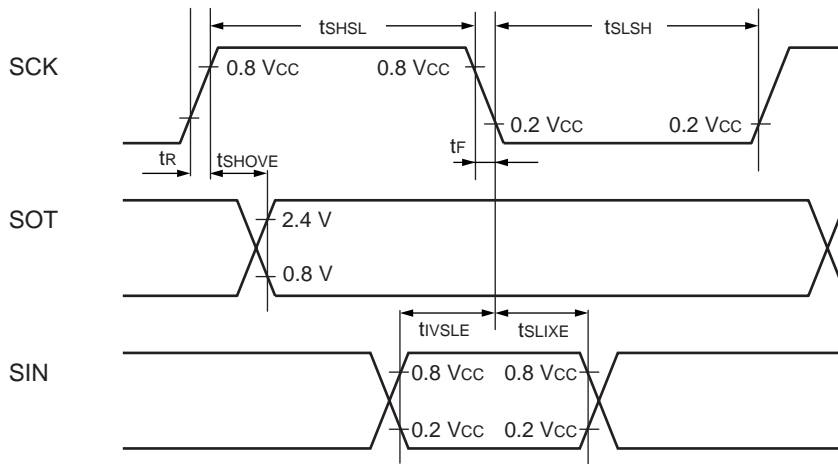 tSHSL tSLSH
SCK 0.8 VCC 0.8 VCC
0.2 VCC 0.2 VCC
tR tSHOVE tF
SOT 2.4 V
0.8 V
tIVSLE tSLIXE
SIN 0.8 VCC 0.8 VCC
0.2 VCC 0.2 VCC